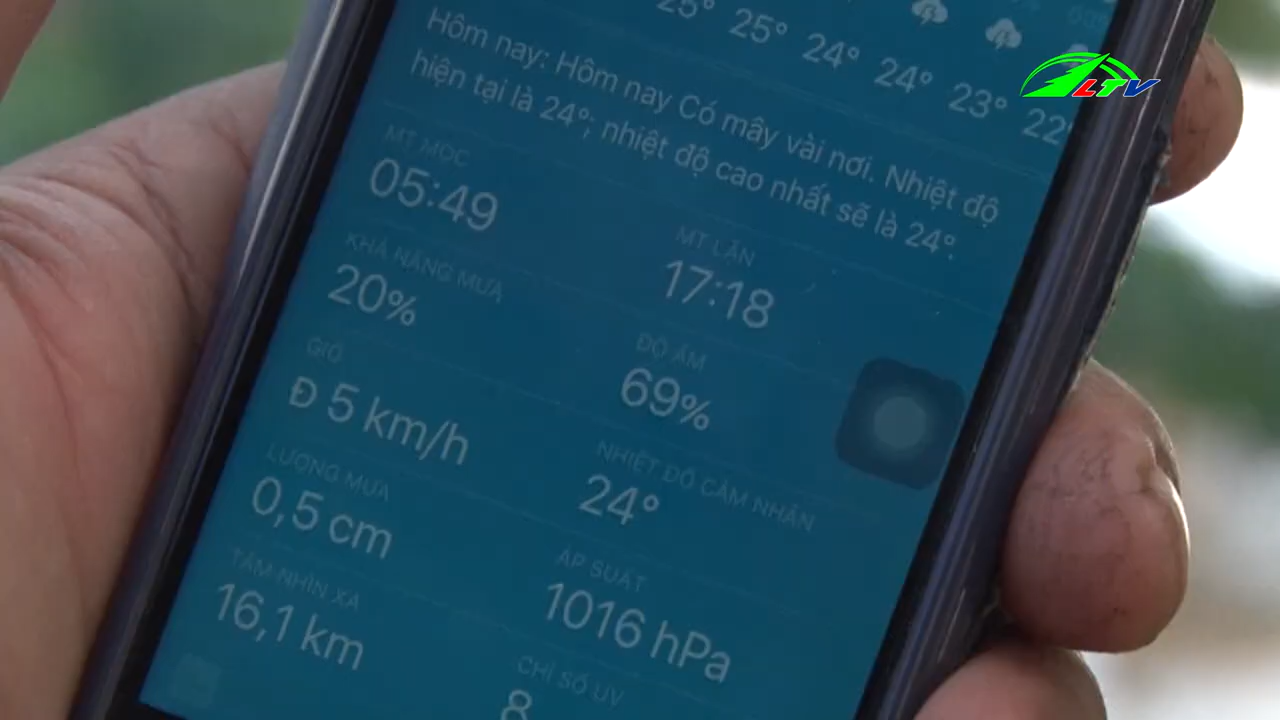 25° 25° 24° 24° 23° 22°
LTV
Hôm nay: Hôm nay Có mây vài nơi. Nhiệt độ
hiện tại là 24°; nhiệt độ cao nhất sẽ là 24°.
MT MỌC
05:49
MT LẶN
17:18
KHẢ NĂNG MƯA
20%
ĐỘ ẨM
69%
GIÓ
Đ 5 km/h
NHIỆT ĐỘ CẢM NHẬN
24°
LƯỢNG MƯA
0,5 cm
ÁP SUẤT
1016 hPa
TẦM NHÌN XA
16,1 km
CHỈ SỐ UV
8